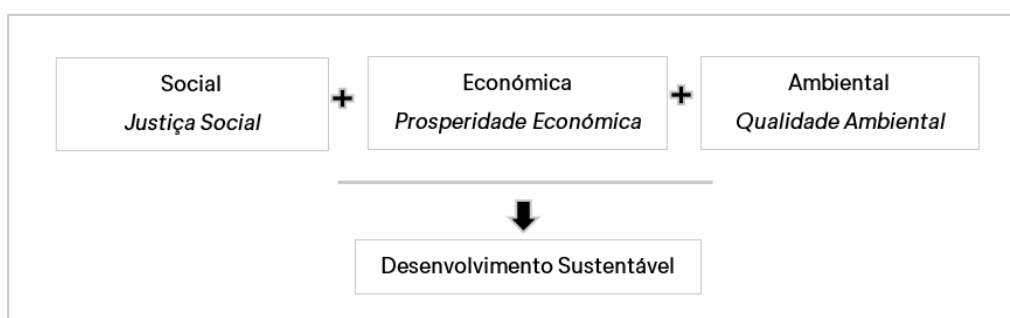 Social
Justiça Social
+
Económica
Prosperidade Económica
+
Ambiental
Qualidade Ambiental
Desenvolvimento Sustentável